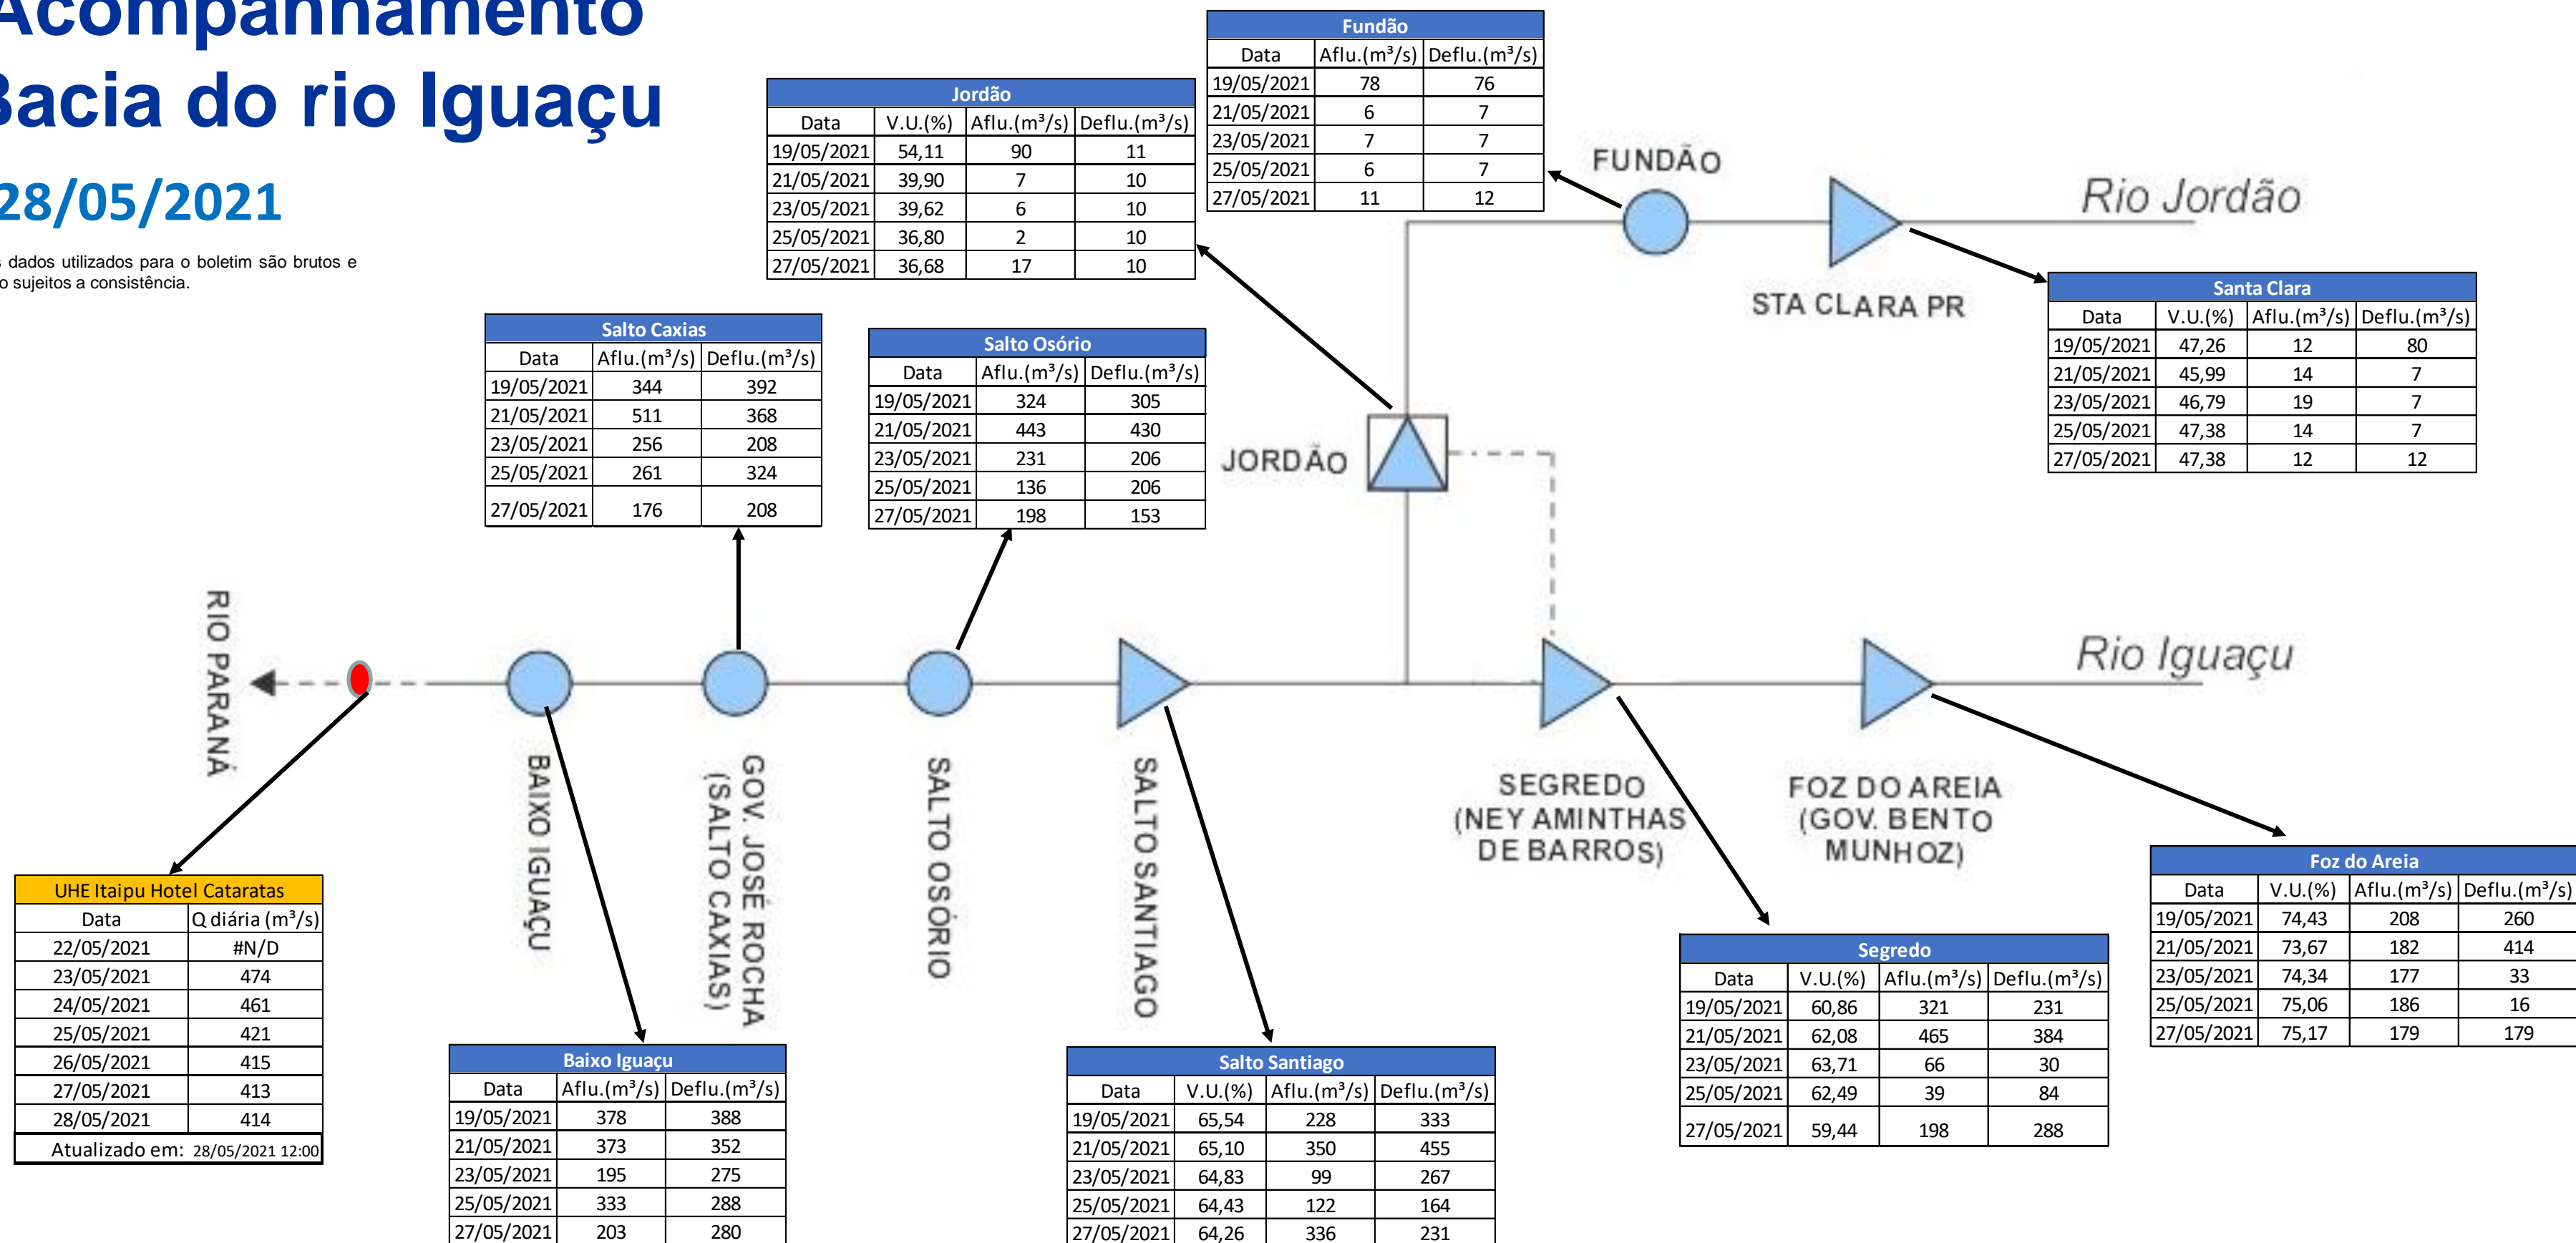 Acompanhamento
Bacia do rio Iguaçu
28/05/2021
s dados utilizados para o boletim são brutos e
o sujeitos a consistência.
Fundão
Data Aflu.(m³/s) Deflu.(m³/s)
19/05/2021 78 76
21/05/2021 6 7
23/05/2021 7 7
25/05/2021 6 7
27/05/2021 11 12
Jordão
Data V.U.(%) Aflu.(m³/s) Deflu.(m³/s)
19/05/2021 54,11 90 11
21/05/2021 39,90 7 10
23/05/2021 39,62 6 10
25/05/2021 36,80 2 10
27/05/2021 36,68 17 10
FUNDÃO
Rio Jordão
STA CLARA PR
Santa Clara
Data V.U.(%) Aflu.(m³/s) Deflu.(m³/s)
19/05/2021 47,26 12 80
21/05/2021 45,99 14 7
23/05/2021 46,79 19 7
25/05/2021 47,38 14 7
27/05/2021 47,38 12 12
Salto Caxias
Data Aflu.(m³/s) Deflu.(m³/s)
19/05/2021 344 392
21/05/2021 511 368
23/05/2021 256 208
25/05/2021 261 324
27/05/2021 176 208
Salto Osório
Data Aflu.(m³/s) Deflu.(m³/s)
19/05/2021 324 305
21/05/2021 443 430
23/05/2021 231 206
25/05/2021 136 206
27/05/2021 198 153
JORDÃO
RIO PARANÁ
Rio Iguaçu
BAIXO IGUAÇU
GOV. JOSÉ ROCHA
(SALTO CAXIAS)
SALTO OSÓRIO
SALTO SANTIAGO
SEGREDO
(NEY AMINTHAS
DE BARROS)
FOZ DO AREIA
(GOV. BENTO
MUNHOZ)
UHE Itaipu Hotel Cataratas
Data Q diária (m³/s)
22/05/2021 #N/D
23/05/2021 474
24/05/2021 461
25/05/2021 421
26/05/2021 415
27/05/2021 413
28/05/2021 414
Atualizado em: 28/05/2021 12:00
Baixo Iguaçu
Data Aflu.(m³/s) Deflu.(m³/s)
19/05/2021 378 388
21/05/2021 373 352
23/05/2021 195 275
25/05/2021 333 288
27/05/2021 203 280
Salto Santiago
Data V.U.(%) Aflu.(m³/s) Deflu.(m³/s)
19/05/2021 65,54 228 333
21/05/2021 65,10 350 455
23/05/2021 64,83 99 267
25/05/2021 64,43 122 164
27/05/2021 64,26 336 231
Segredo
Data V.U.(%) Aflu.(m³/s) Deflu.(m³/s)
19/05/2021 60,86 321 231
21/05/2021 62,08 465 384
23/05/2021 63,71 66 30
25/05/2021 62,49 39 84
27/05/2021 59,44 198 288
Foz do Areia
Data V.U.(%) Aflu.(m³/s) Deflu.(m³/s)
19/05/2021 74,43 208 260
21/05/2021 73,67 182 414
23/05/2021 74,34 177 33
25/05/2021 75,06 186 16
27/05/2021 75,17 179 179